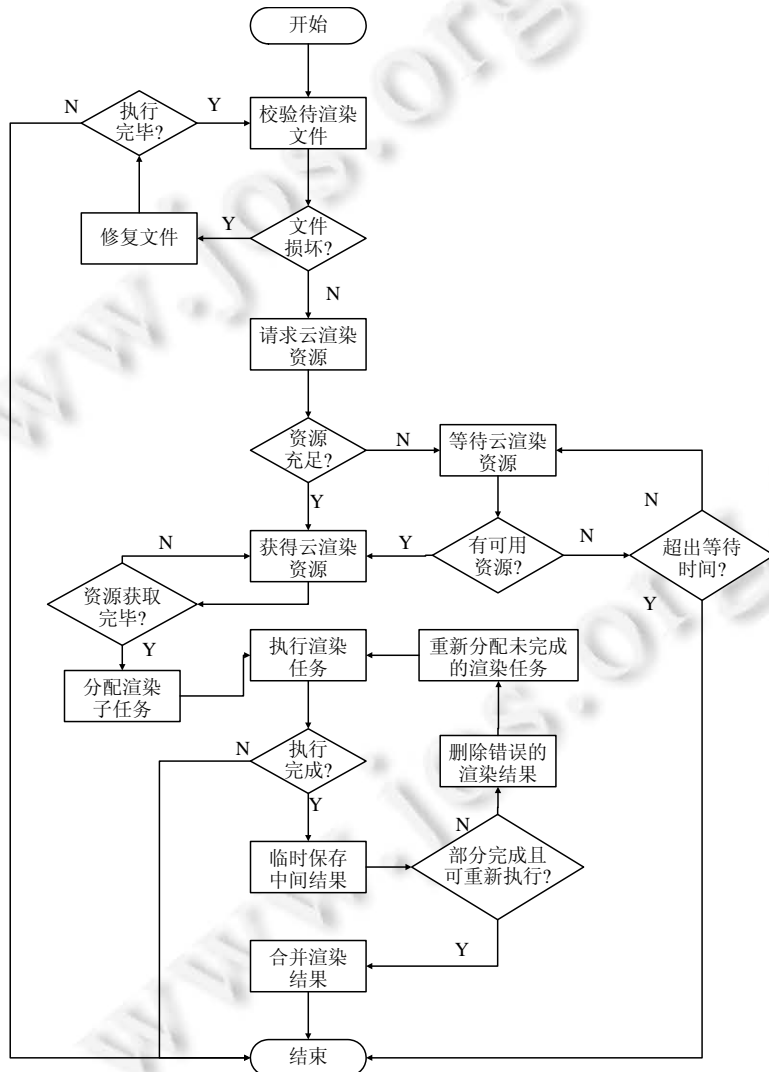 开始
N
执行
完毕?
Y
校验待渲染
文件
修复文件
Y
文件
损坏?
N
请求云渲染
资源
资源
充足?
N
等待云渲染
资源
Y
N
N
获得云渲染
资源
Y
有可用
资源?
N
超出等待
时间?
资源获取
完毕?
Y
Y
分配渲染
子任务
执行渲染
任务
重新分配未完成
的渲染任务
N
执行
完成?
删除错误的
渲染结果
Y
N
临时保存
中间结果
部分完成且
可重新执行?
Y
合并渲染
结果
结束
www.jos.org
www.jos.org